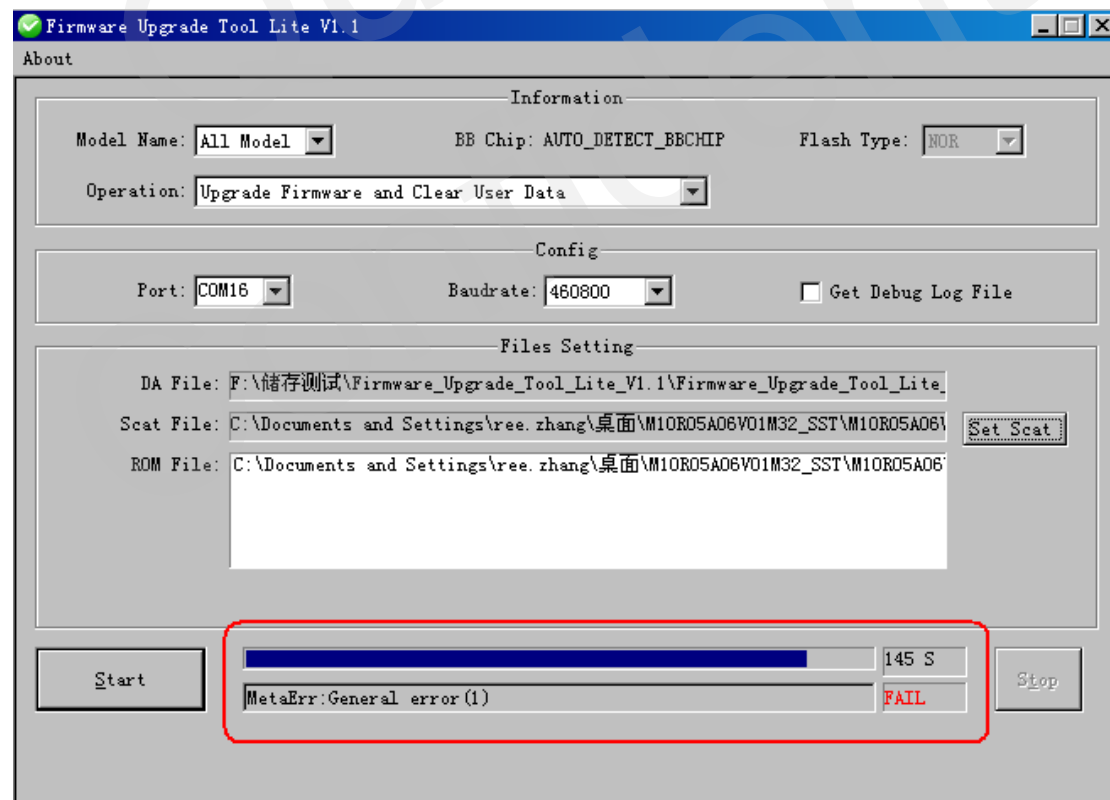 Firmware Upgrade Tool Lite V1.1
About
Information
Model Name: All Model BB Chip: AUTO_DETECT_BBCHIP Flash Type: NOR
Operation: Upgrade Firmware and Clear User Data
Config
Port: COM16 Baudrate: 460800 Get Debug Log File
Files Setting
DA File: F:\储存测试\Firmware_Upgrade_Tool_Lite_V1.1\Firmware_Upgrade_Tool_Lite_
Scat File: C:\Documents and Settings\ree.zhang\桌面\M10R05A06V01M32_SST\M10R05A06\ Set Scat
ROM File: C:\Documents and Settings\ree.zhang\桌面\M10R05A06V01M32_SST\M10R05A06
Start 145 S Stop
MetaErr:General error(1) FAIL